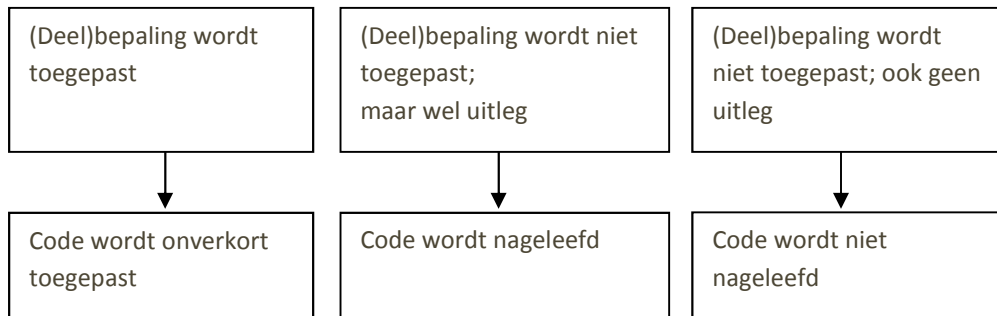 (Deel)bepaling wordt
toegepast
(Deel)bepaling wordt niet
toegepast;
maar wel uitleg
(Deel)bepaling wordt
niet toegepast; ook geen
uitleg
Code wordt onverkort
toegepast
Code wordt nageleefd
Code wordt niet
nageleefd